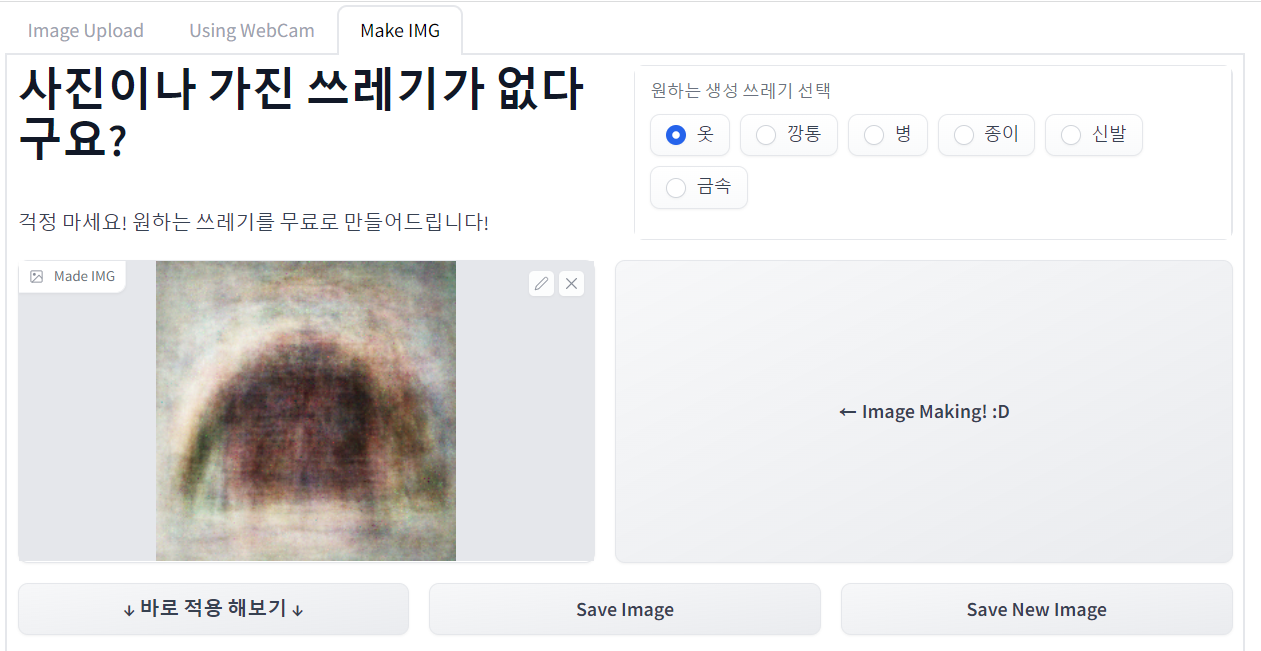 Image Upload
Using WebCam
Make IMG
사진이나 가진 쓰레기가 없다
구요?
걱정 마세요! 원하는 쓰레기를 무료로 만들어드립니다!
원하는 생성 쓰레기 선택
옷
깡통
병
종이
신발
금속
Made IMG
← Image Making! :D
↓ 바로 적용 해보기 ↓
Save Image
Save New Image